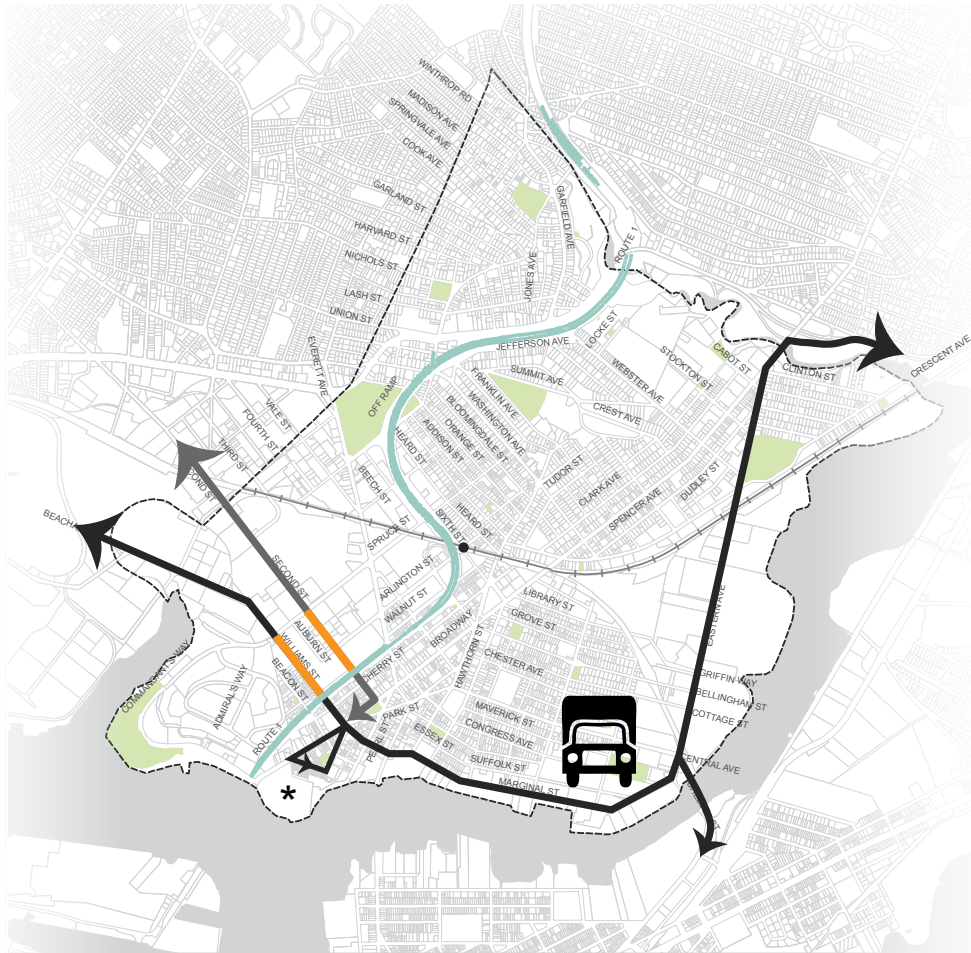 WINTHROP RD
MADISON AVE
SPRINGVALE AVE
COOK AVE
GARLAND ST
GARFIELD AVE
HARVARD ST
ROUTE 1
NICHOLS ST
JONES AVE
LASH ST
UNION ST
LOCKE ST
JEFFERSON AVE
EVERETT AVE
CABOT ST
STOCKTON ST
CRESCENT AVE
CLINTON ST
SUMMIT AVE
WEBSTER AVE
OFF RAMP
FRANKLIN AVE
WASHINGTON AVE
BLOOMINGDALE ST
ORANGE ST
ADDISON ST
CREST AVE
VALE ST
FOURTH ST
THIRD ST
HEARD ST
TUDOR ST
CLARK AVE
DUDLEY ST
SPENCER AVE
BEECH ST
HEARD ST
SIXTH ST
SPRUCE ST
SECOND ST
ARLINGTON ST
WALNUT ST
LIBRARY ST
GROVE ST
BROADWAY
EASTERN AVE
AUBURN ST
WILLIAMS ST
BEACON ST
CHERRY ST
HAWTHORN ST
CHESTER AVE
COMMANDANTS WAY
ADMIRAL'S WAY
GRIFFIN WAY
BELLINGHAM ST
COTTAGE ST
PARK ST
MAVERICK ST
ROUTE 1
ESSEX ST
CONGRESS AVE
SUFFOLK ST
MARGINAL ST
*